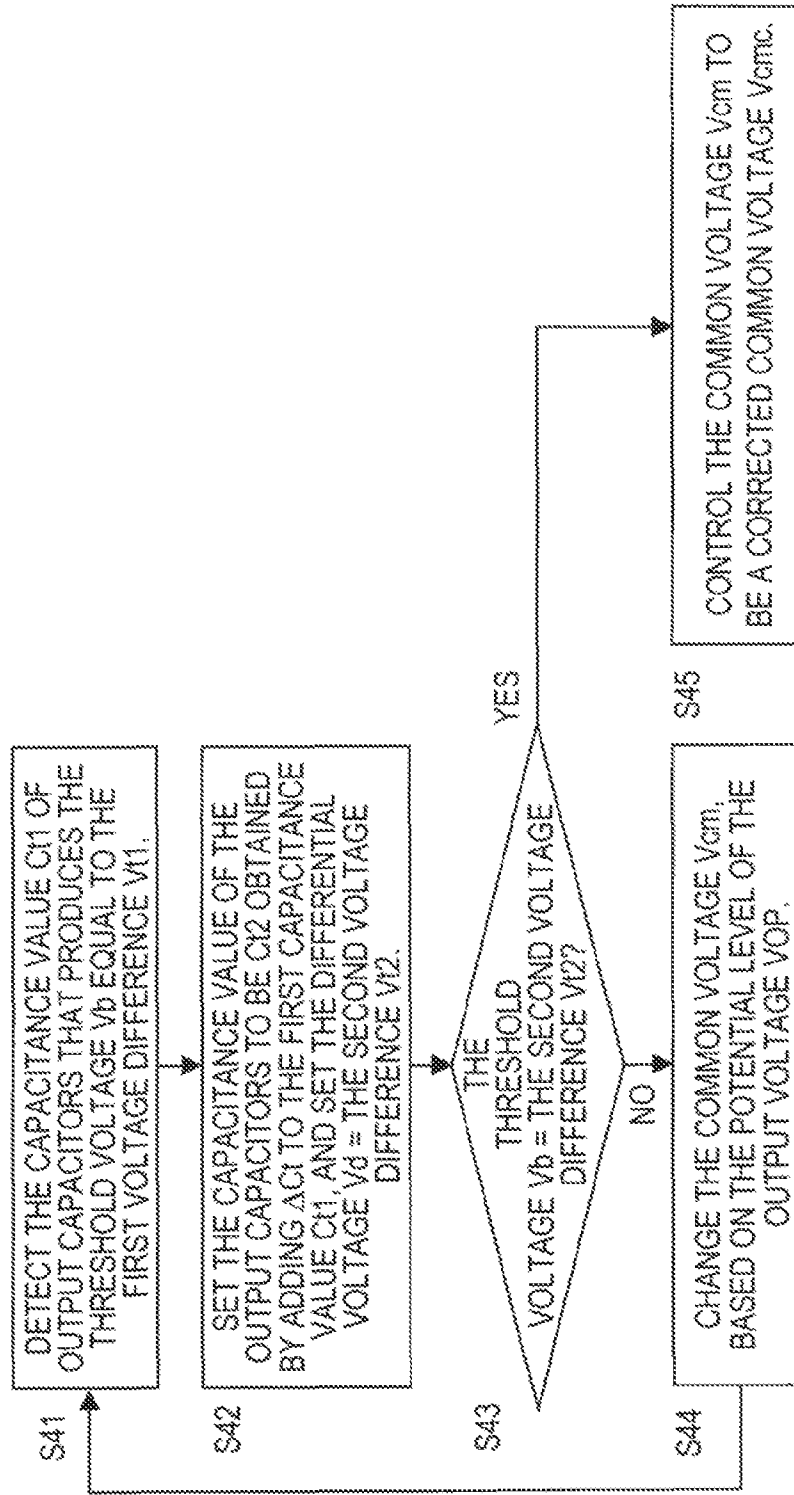 S41
DETECT THE CAPACITANCE VALUE Ct1 OF
OUTPUT CAPACITORS THAT PRODUCES THE
THRESHOLD VOLTAGE Vb EQUAL TO THE
FIRST VOLTAGE DIFFERENCE Vt1.
S42
SET THE CAPACITANCE VALUE OF THE
OUTPUT CAPACITORS TO BE Ct2 OBTAINED
BY ADDING ΔCt TO THE FIRST CAPACITANCE
VALUE Ct1, AND SET THE DIFFERENTIAL
VOLTAGE Vd = THE SECOND VOLTAGE
DIFFERENCE Vt2.
S43
THE
THRESHOLD
VOLTAGE Vb = THE SECOND VOLTAGE
DIFFERENCE Vt2?
YES
NO
S44
CHANGE THE COMMON VOLTAGE Vcm,
BASED ON THE POTENTIAL LEVEL OF THE
OUTPUT VOLTAGE VOP.
S45
CONTROL THE COMMON VOLTAGE Vcm TO
BE A CORRECTED COMMON VOLTAGE Vcmc.